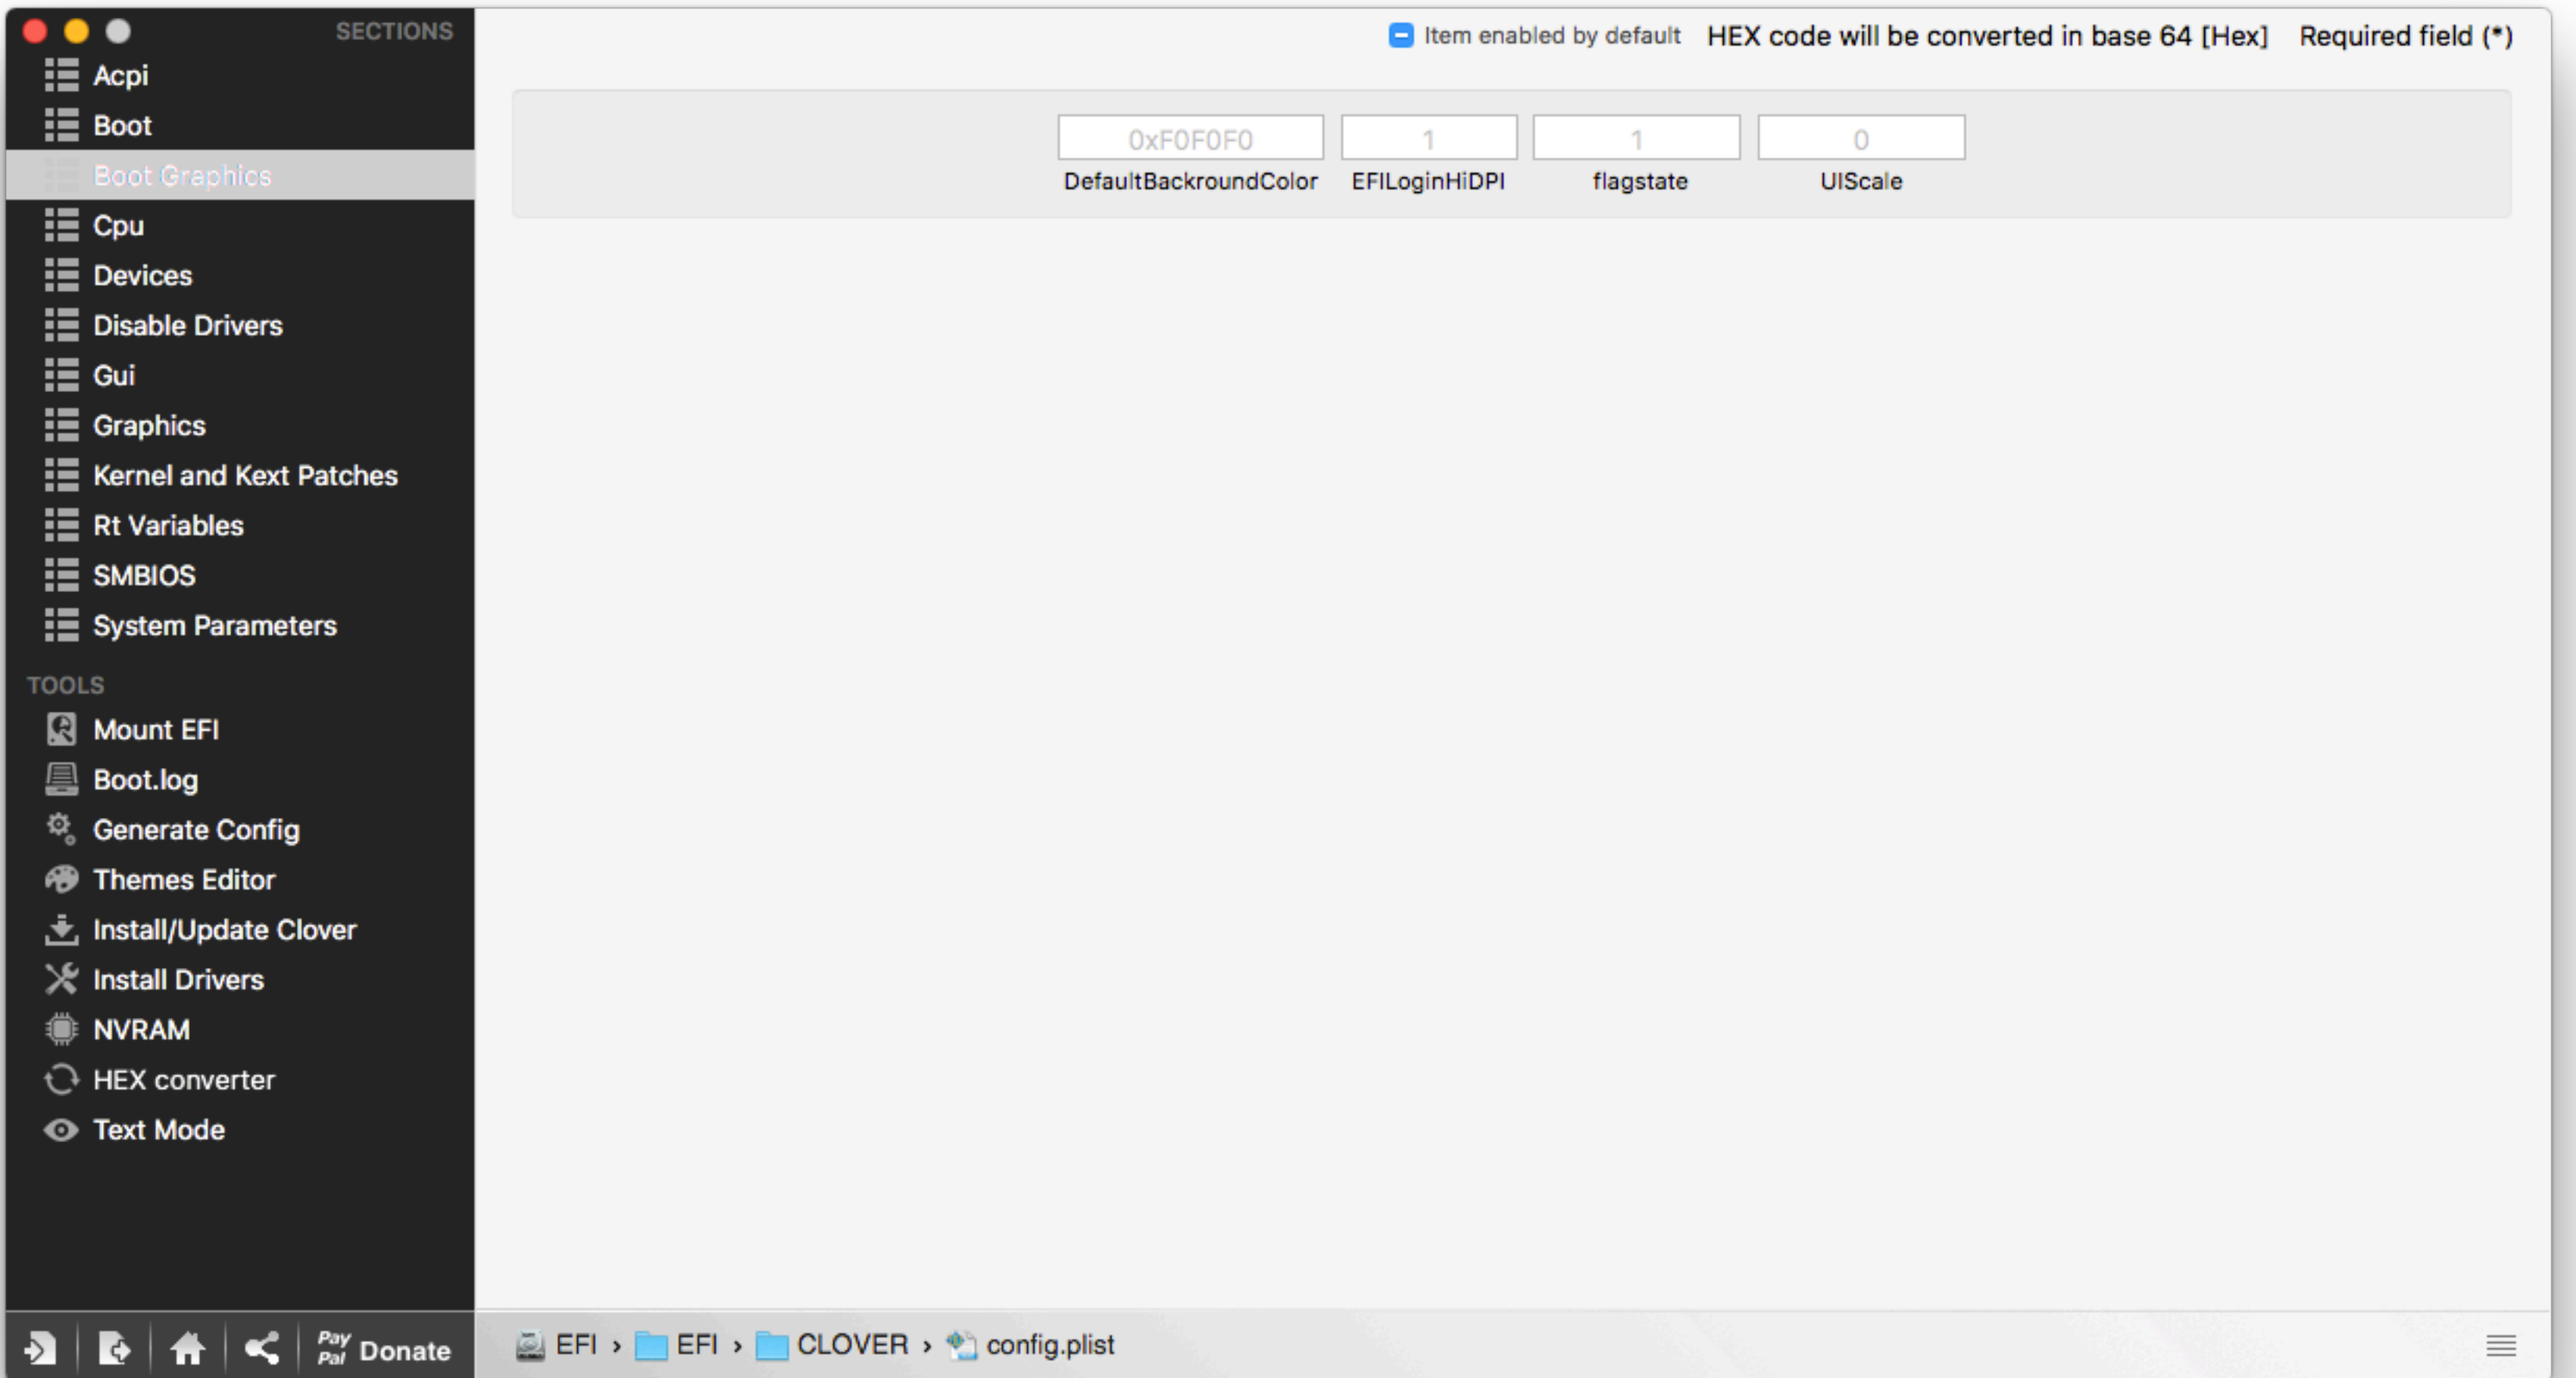 SECTIONS
Acpi
Boot
Boot Graphics
Cpu
Devices
Disable Drivers
Gui
Graphics
Kernel and Kext Patches
Rt Variables
SMBIOS
System Parameters
TOOLS
Mount EFI
Boot.log
Generate Config
Themes Editor
Install/Update Clover
Install Drivers
NVRAM
HEX converter
Text Mode
Pay Pal Donate
Item enabled by default HEX code will be converted in base 64 [Hex] Required field (*)
0xF0F0F0 1 1 0
DefaultBackroundColor EFILoginHiDPI flagstate UIScale
EFI › EFI › CLOVER › config.plist